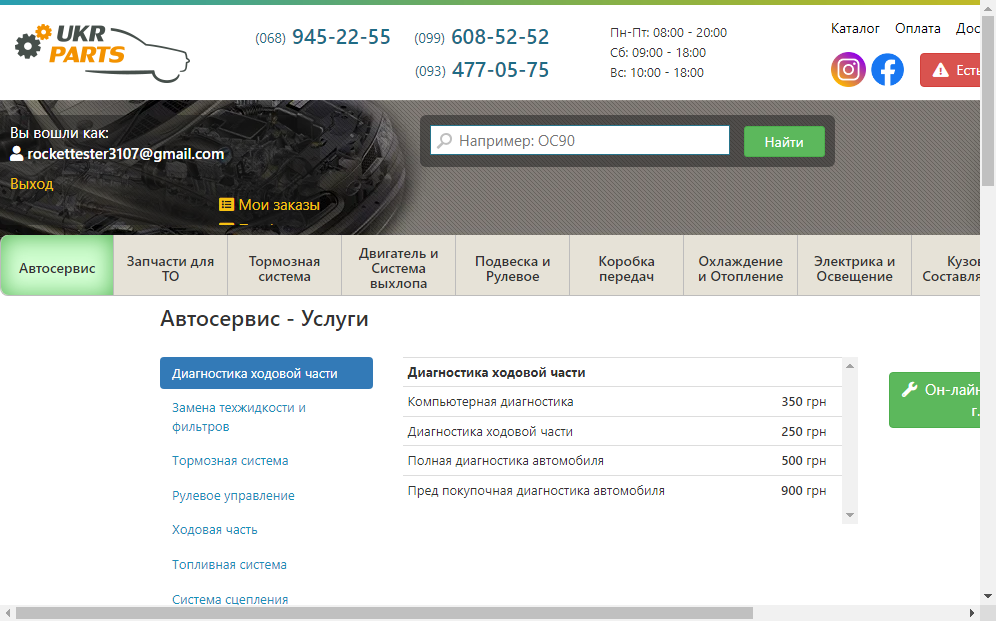 UKR
PARTS
(068) 945-22-55
(099) 608-52-52
(093) 477-05-75
Пн-Пт: 08:00 - 20:00
Сб: 09:00 - 18:00
Вс: 10:00 - 18:00
Каталог Оплата Дос
Есть
Вы вошли как:
rockettester3107@gmail.com
Выход
Мои заказы
Например: OC90
Найти
Автосервис
Запчасти для
ТО
Тормозная
система
Двигатель и
Система
выхлопа
Подвеска и
Рулевое
Коробка
передач
Охлаждение
и Отопление
Электрика и
Освещение
Кузо
Составля
Автосервис - Услуги
Диагностика ходовой части
Замена техжидкости и
фильтров
Тормозная система
Рулевое управление
Ходовая часть
Топливная система
Система сцепления
Диагностика ходовой части
Компьютерная диагностика 350 грн
Диагностика ходовой части 250 грн
Полная диагностика автомобиля 500 грн
Пред покупочная диагностика автомобиля 900 грн
Он-лайн
г.